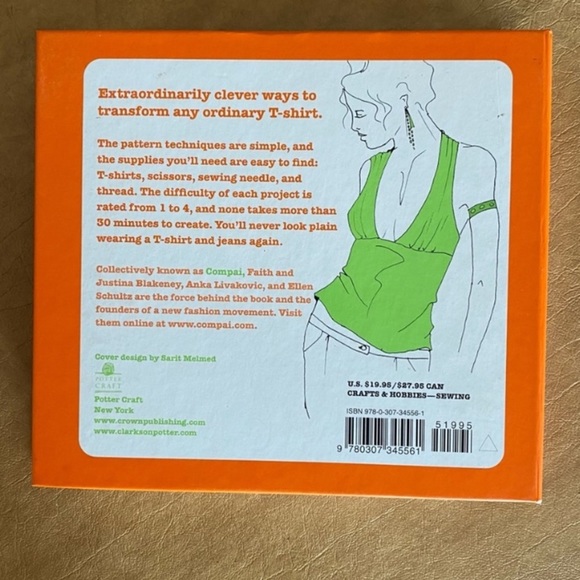 Extraordinarily clever ways to
transform any ordinary T-shirt.
The pattern techniques are simple, and
the supplies you'll need are easy to find:
T-shirts, scissors, sewing needle, and
thread. The difficulty of each project is
rated from 1 to 4, and none takes more than
30 minutes to create. You'll never look plain
wearing a T-shirt and jeans again.
Collectively known as Compai, Faith and
Justina Blakeney, Anka Livakovic, and Ellen
Schultz are the force behind the book and the
founders of a new fashion movement. Visit
them online at www.compai.com.
Cover design by Sarit Melmed
POTTER
CRAFT
Potter Craft
New York
www.crownpublishing.com
www.clarksonpotter.com
U.S. $19.95/$27.95 CAN
CRAFTS & HOBBIES—SEWING
ISBN 978-0-307-34556-1
51995
9 780307 345561